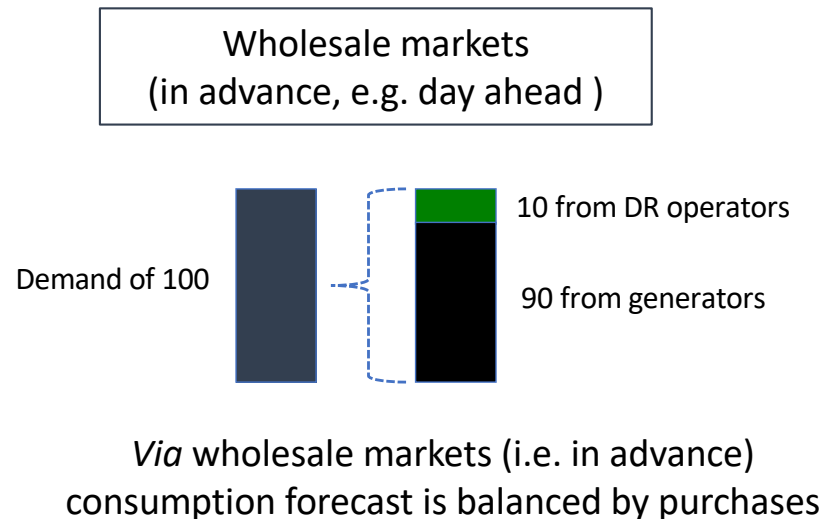 Wholesale markets
(in advance, e.g. day ahead )
10 from DR operators
Demand of 100
90 from generators
Via wholesale markets (i.e. in advance)
consumption forecast is balanced by purchases